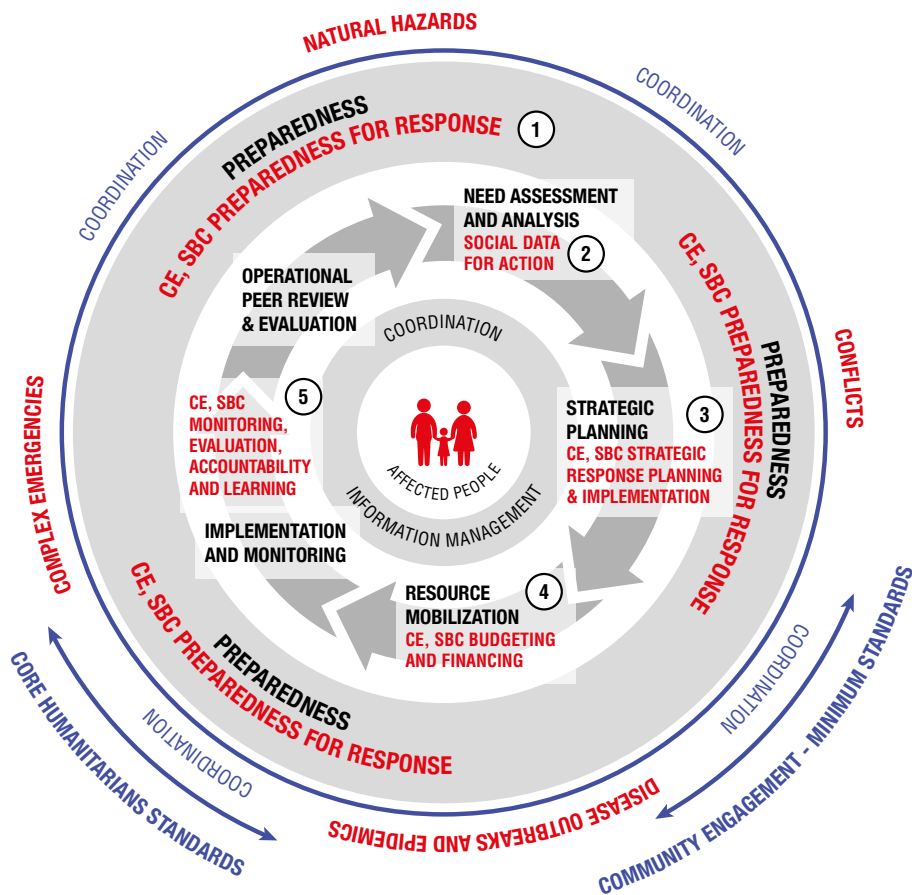 NATURAL HAZARDS
COORDINATION
COORDINATION
PREPAREDNESS
CE, SBC PREPAREDNESS FOR RESPONSE
1
NEED ASSESSMENT
AND ANALYSIS
SOCIAL DATA
FOR ACTION
2
OPERATIONAL
PEER REVIEW
& EVALUATION
COORDINATION
AFFECTED PEOPLE
INFORMATION MANAGEMENT
STRATEGIC
PLANNING
CE, SBC STRATEGIC
RESPONSE PLANNING
& IMPLEMENTATION
3
PREPAREDNESS
CE, SBC PREPAREDNESS FOR RESPONSE
CONFLICTS
5
CE, SBC
MONITORING,
EVALUATION,
ACCOUNTABILITY
AND LEARNING
IMPLEMENTATION
AND MONITORING
RESOURCE
MOBILIZATION
CE, SBC BUDGETING
AND FINANCING
4
COMPLEX EMERGENCIES
PREPAREDNESS
CE, SBC PREPAREDNESS FOR RESPONSE
COORDINATION
COORDINATION
CORE HUMANITARIANS STANDARDS
DISEASE OUTBREAKS AND EPIDEMICS
COMMUNITY ENGAGEMENT - MINIMUM STANDARDS